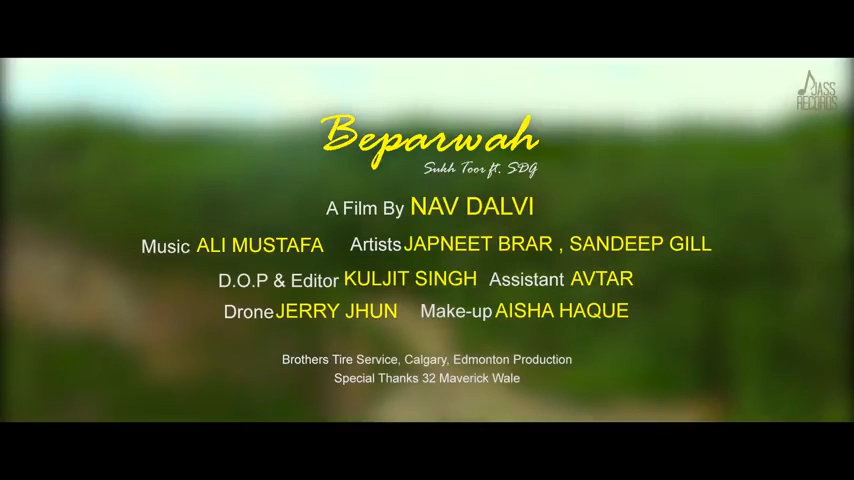 JASS
RECORDS
Beparwah
Sukh Toor ft. SDG
A Film By NAV DALVI
Music ALI MUSTAFA Artists JAPNEET BRAR , SANDEEP GILL
D.O.P & Editor KULJIT SINGH Assistant AVTAR
Drone JERRY JHUN Make-up AISHA HAQUE
Brothers Tire Service, Calgary, Edmonton Production
Special Thanks 32 Maverick Wale